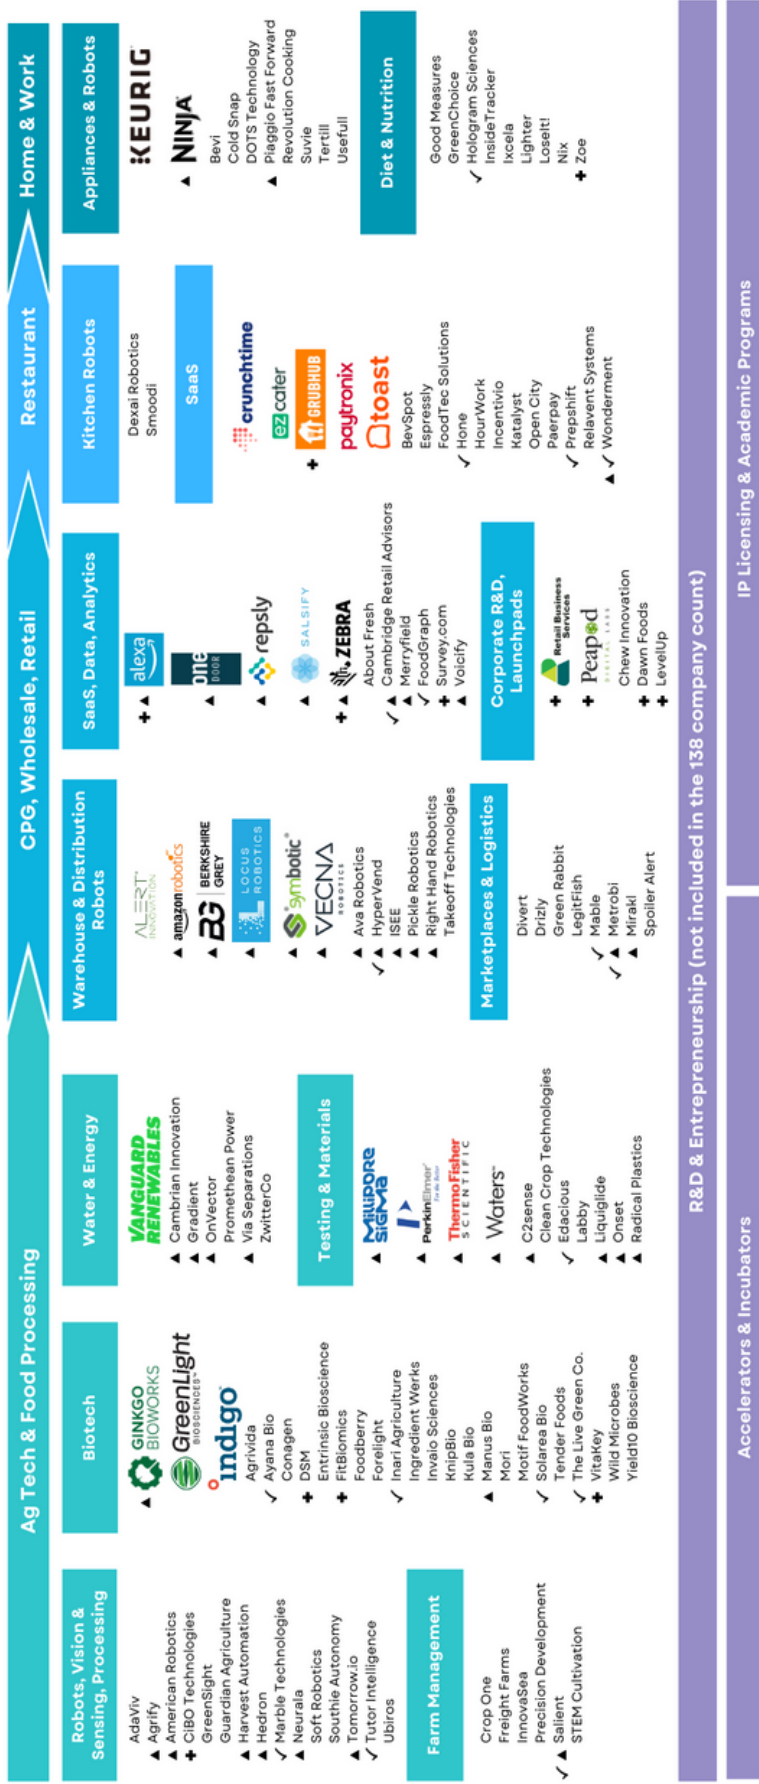 Ag Tech & Food Processing
CPG, Wholesale, Retail
Restaurant
Home & Work
Robots, Vision &
Sensing, Processing
AdaViv
▲ Agrify
▲ American Robotics
✚ CiBO Technologies
GreenSight
Guardian Agriculture
▲ Harvest Automation
▲ Hedron
✓ Marble Technologies
▲ Neurala
Soft Robotics
Southie Autonomy
▲ Tomorrow.io
✓ Tutor Intelligence
Ubiros
Farm Management
Crop One
Freight Farms
InnovaSea
Precision Development
✓ ▲ Salient
STEM Cultivation
Biotech
▲ GINKGO
BIOWORKS
GreenLight
BIOSCIENCES™
indigo
Agrivida
✓ Ayana Bio
Conagen
✚ DSM
Entrinsic Bioscience
✚ FitBiomics
Foodberry
Forelight
✓ Inari Agriculture
Ingredient Werks
Invaio Sciences
KnipBio
Kula Bio
▲ Manus Bio
Mori
Motif FoodWorks
✓ Solarea Bio
Tender Foods
✓ The Live Green Co.
✚ VitaKey
Wild Microbes
Yield10 Bioscience
Water & Energy
VANGUARD
RENEWABLES
▲ Cambrian Innovation
▲ Gradient
▲ OnVector
Promethean Power
▲ Via Separations
ZwitterCo
Testing & Materials
▲ MILLIPORE
SIGMA
▲ PerkinElmer®
For the Better
▲ ThermoFisher
SCIENTIFIC
▲ Waters™
▲ C2sense
Clean Crop Technologies
✓ Edacious
Labby
▲ Liquiglide
▲ Onset
▲ Radical Plastics
Warehouse & Distribution
Robots
ALERT
INNOVATION
▲ amazon robotics
▲ BG BERKSHIRE
GREY
▲ LOCUS
ROBOTICS
▲ symbotic®
▲ VECNA
ROBOTICS
▲ Ava Robotics
✓ ▲ HyperVend
▲ ISEE
▲ Pickle Robotics
▲ Right Hand Robotics
Takeoff Technologies
Marketplaces & Logistics
Divert
Drizly
Green Rabbit
LegitFish
✓ Mable
✓ ▲ Metrobi
▲ Mirakl
Spoiler Alert
SaaS, Data, Analytics
✚ ▲ alexa
▲ one
DOOR
▲ repsly
▲ SALSIFY
✚ ▲ ZEBRA
About Fresh
✓ ▲ Cambridge Retail Advisors
▲ Merryfield
✓ FoodGraph
✚ Survey.com
▲ Voicify
Corporate R&D,
Launchpads
✚ Retail Business
Services
✚ Peapod
DIGITAL LABS
Chew Innovation
✚ Dawn Foods
✚ LevelUp
Kitchen Robots
Dexai Robotics
Smoodi
SaaS
crunchtime
ez cater
✚ GRUBHUB
paytronix
toast
BevSpot
Espressly
FoodTec Solutions
✓ Hone
HourWork
Incentivio
Katalyst
Open City
Paerpay
✓ Prepshift
Relavent Systems
▲ ✓ Wonderment
Appliances & Robots
KEURIG
▲ NINJA
Bevi
Cold Snap
DOTS Technology
▲ Piaggio Fast Forward
Revolution Cooking
Suvie
Tertill
Usefull
Diet & Nutrition
Good Measures
GreenChoice
✓ Hologram Sciences
InsideTracker
Ixcela
Lighter
LoseIt!
Nix
✚ Zoe
R&D & Entrepreneurship (not included in the 138 company count)
Accelerators & Incubators
IP Licensing & Academic Programs